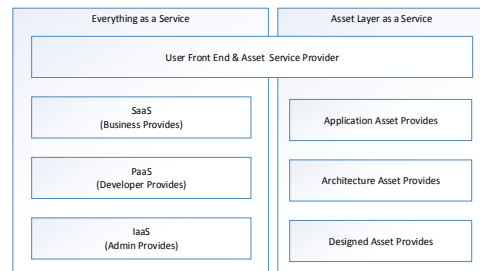 Everything as a Service
Asset Layer as a Service
User Front End & Asset Service Provider
SaaS
(Business Provides)
Application Asset Provides
PaaS
(Developer Provides)
Architecture Asset Provides
IaaS
(Admin Provides)
Designed Asset Provides